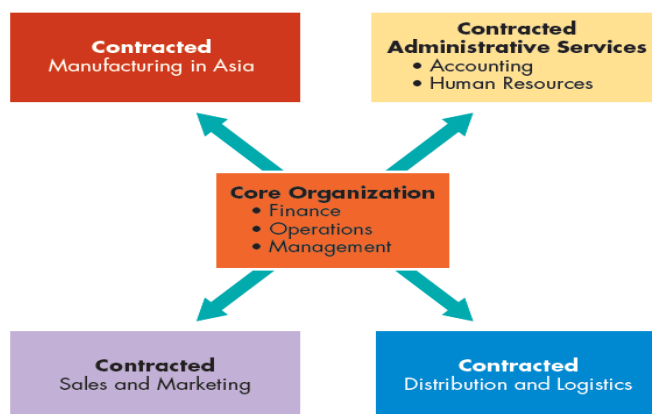 Contracted
Manufacturing in Asia
Contracted
Administrative Services
• Accounting
• Human Resources
Core Organization
• Finance
• Operations
• Management
Contracted
Sales and Marketing
Contracted
Distribution and Logistics